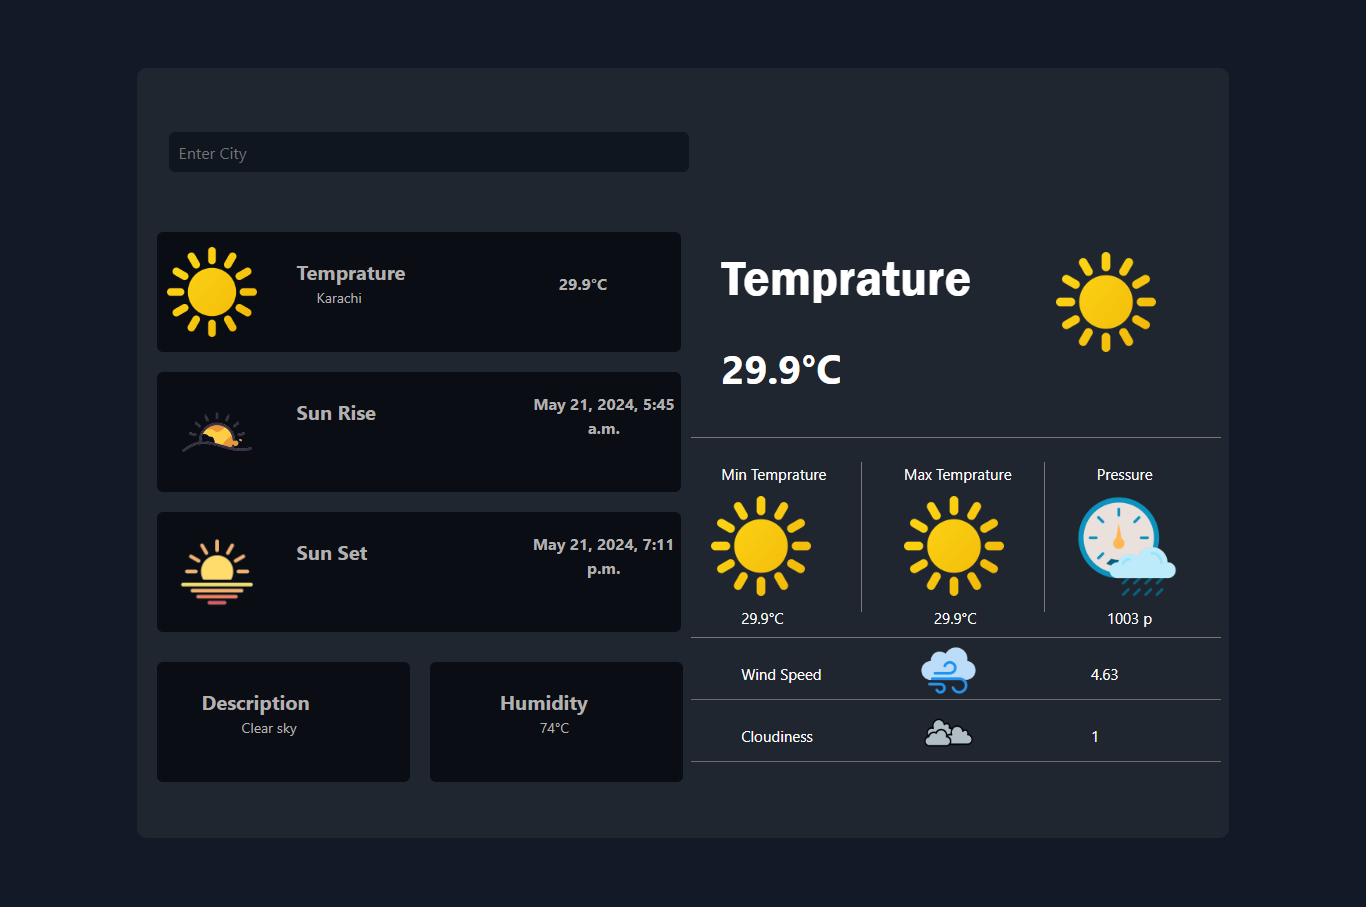 Enter City
Temprature
Karachi
29.9°C
Sun Rise
May 21, 2024, 5:45
a.m.
Sun Set
May 21, 2024, 7:11
p.m.
Description
Clear sky
Humidity
74°C
Temprature
29.9°C
Min Temprature
Max Temprature
Pressure
29.9°C
29.9°C
1003 p
Wind Speed
4.63
Cloudiness
1